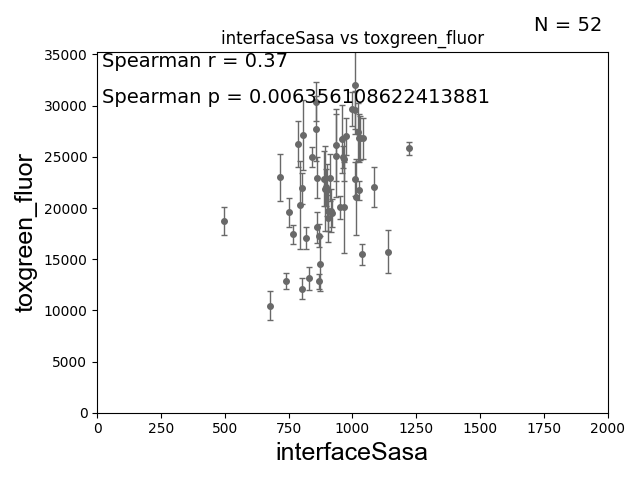 N = 52
interfaceSasa vs toxgreen_fluor
Spearman r = 0.37
Spearman p = 0.006356108622413881
toxgreen_fluor
35000
30000
25000
20000
15000
10000
5000
0
0 250 500 750 1000 1250 1500 1750 2000
interfaceSasa